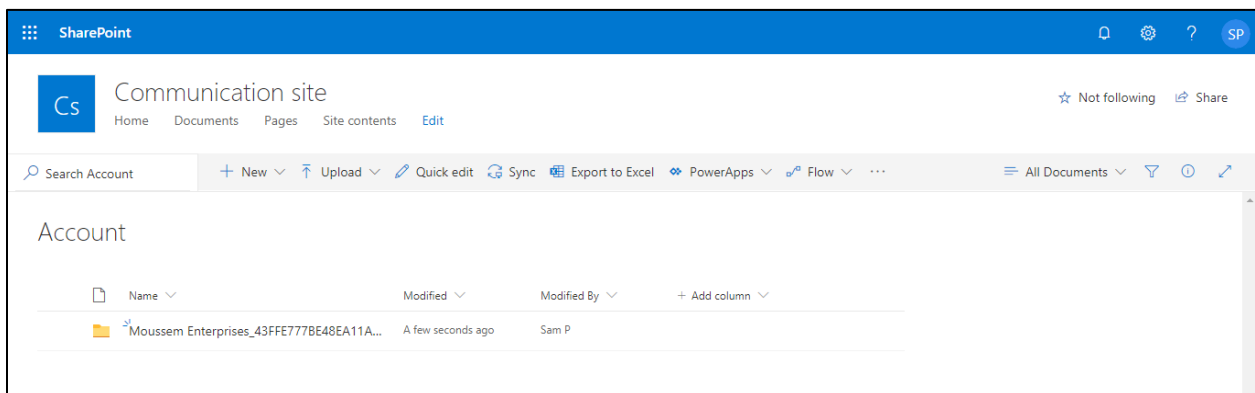 SharePoint ? SP
Cs Communication site
Home Documents Pages Site contents Edit
Not following Share
Search Account + New Upload Quick edit Sync Export to Excel PowerApps Flow ... All Documents
Account
Name Modified Modified By + Add column
Moussem Enterprises_43FFE777BE48EA11A... A few seconds ago Sam P